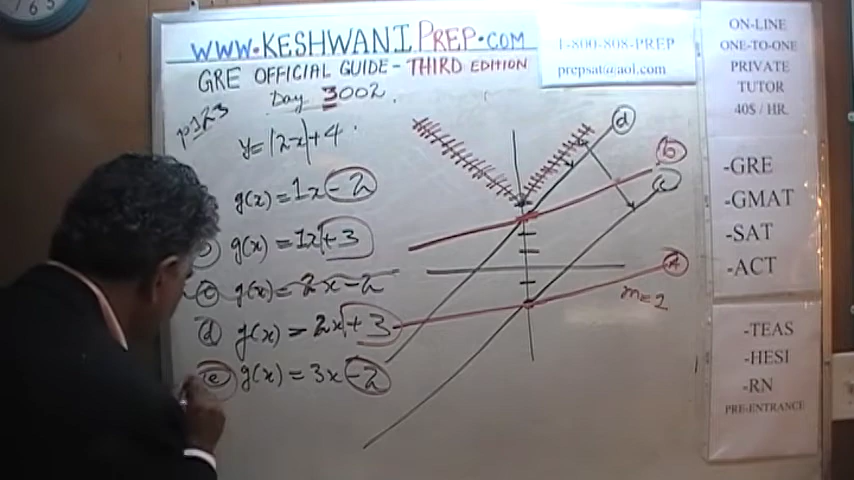 WWW.KESHWANIPREP.COM
GRE OFFICIAL GUIDE - THIRD EDITION
Day 3002.
p123
y=|2x|+4.
g(x)=1x-2
g(x)=1x+3
c g(x)=2x-2
d g(x)=2x+3
e g(x)=3x-2
d
b
c
m=2
1-800-808-PREP
prepsat@aol.com
ON-LINE
ONE-TO-ONE
PRIVATE
TUTOR
40$ / HR.
-GRE
-GMAT
-SAT
-ACT
-TEAS
-HESI
-RN
PRE-ENTRANCE